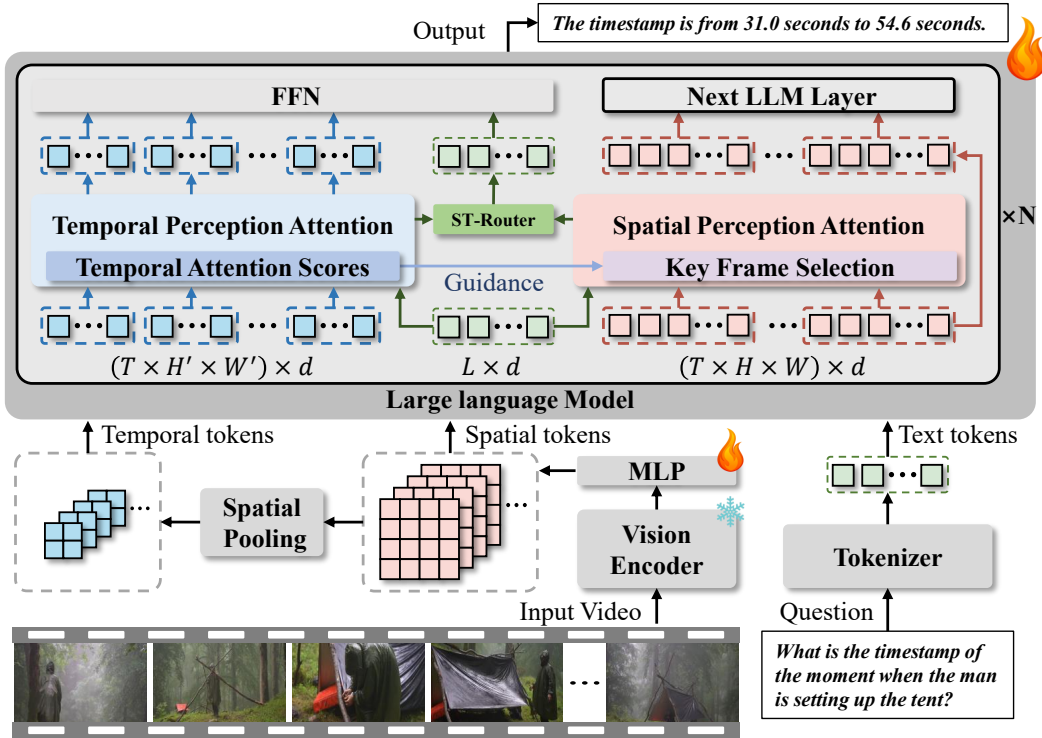 Output
The timestamp is from 31.0 seconds to 54.6 seconds.
FFN
Next LLM Layer
Temporal Perception Attention
ST-Router
Spatial Perception Attention
×N
Temporal Attention Scores
Guidance
Key Frame Selection
(T × H′ × W′) × d
L × d
(T × H × W) × d
Large language Model
Temporal tokens
Spatial tokens
Text tokens
MLP
Spatial
Pooling
Vision
Encoder
Tokenizer
Input Video
Question
What is the timestamp of
the moment when the man
is setting up the tent?